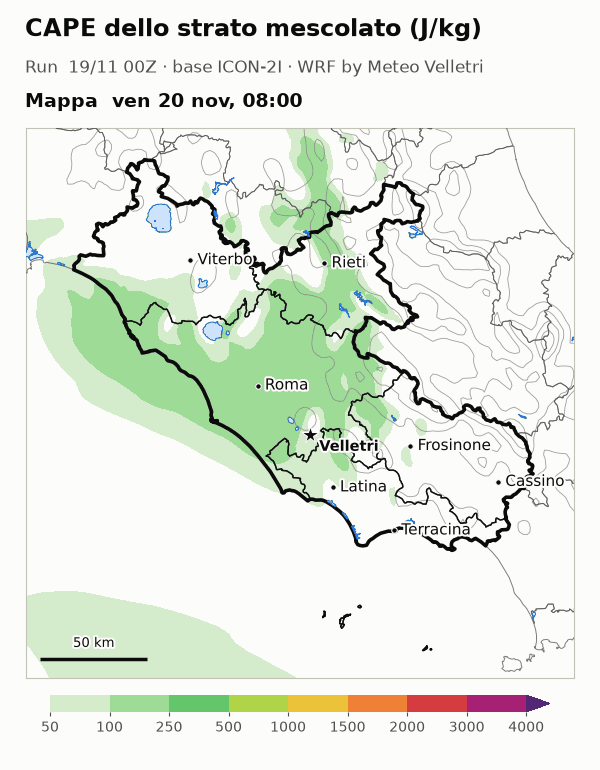 CAPE dello strato mescolato (J/kg)
Run  19/11 00Z · base ICON-2I · WRF by Meteo Velletri
Mappa  ven 20 nov, 08:00
Viterbo
Rieti
Roma
Velletri
Frosinone
Latina
Cassino
Terracina
50 km
50 100 250 500 1000 1500 2000 3000 4000